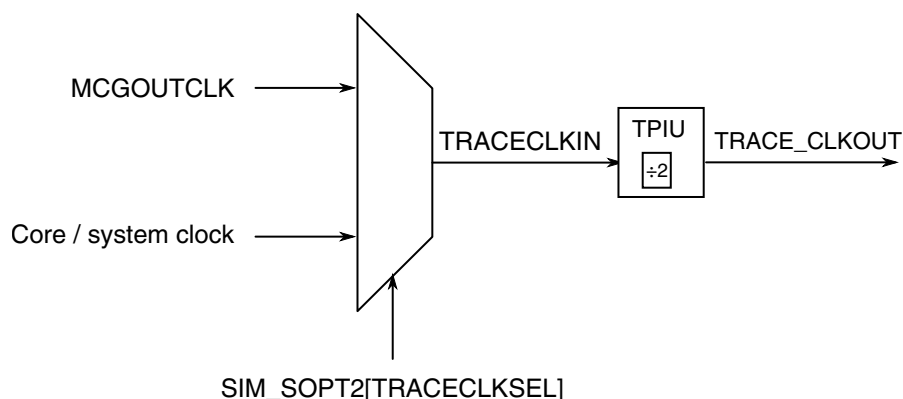 MCGOUTCLK
TRACECLKIN
TPIU
÷2
TRACE_CLKOUT
Core / system clock
SIM_SOPT2[TRACECLKSEL]